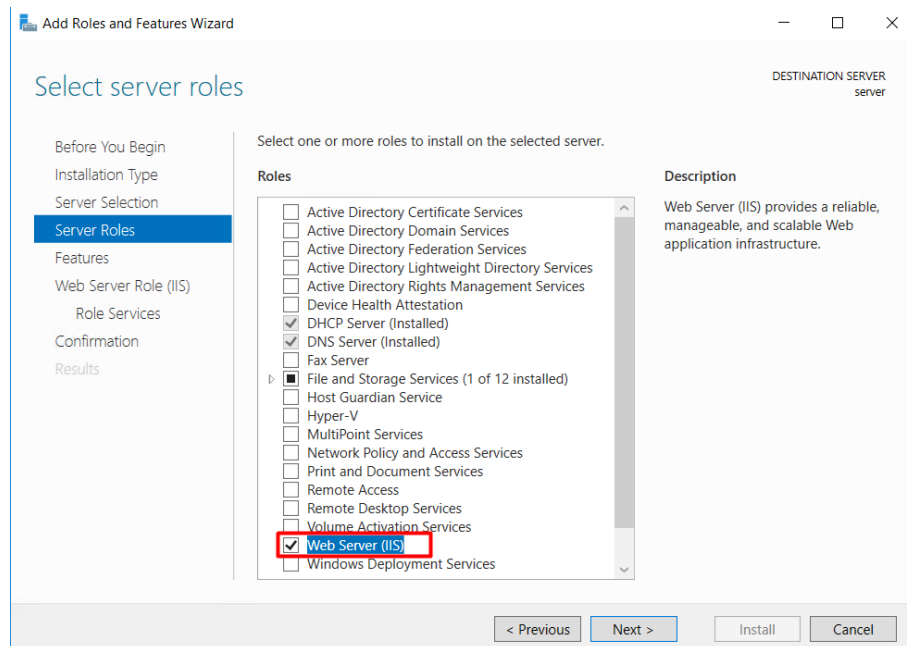 Add Roles and Features Wizard
Select server roles
DESTINATION SERVER
server
Before You Begin
Installation Type
Server Selection
Server Roles
Features
Web Server Role (IIS)
Role Services
Confirmation
Results
Select one or more roles to install on the selected server.
Roles
Active Directory Certificate Services
Active Directory Domain Services
Active Directory Federation Services
Active Directory Lightweight Directory Services
Active Directory Rights Management Services
Device Health Attestation
DHCP Server (Installed)
DNS Server (Installed)
Fax Server
File and Storage Services (1 of 12 installed)
Host Guardian Service
Hyper-V
MultiPoint Services
Network Policy and Access Services
Print and Document Services
Remote Access
Remote Desktop Services
Volume Activation Services
Web Server (IIS)
Windows Deployment Services
Description
Web Server (IIS) provides a reliable,
manageable, and scalable Web
application infrastructure.
< Previous
Next >
Install
Cancel